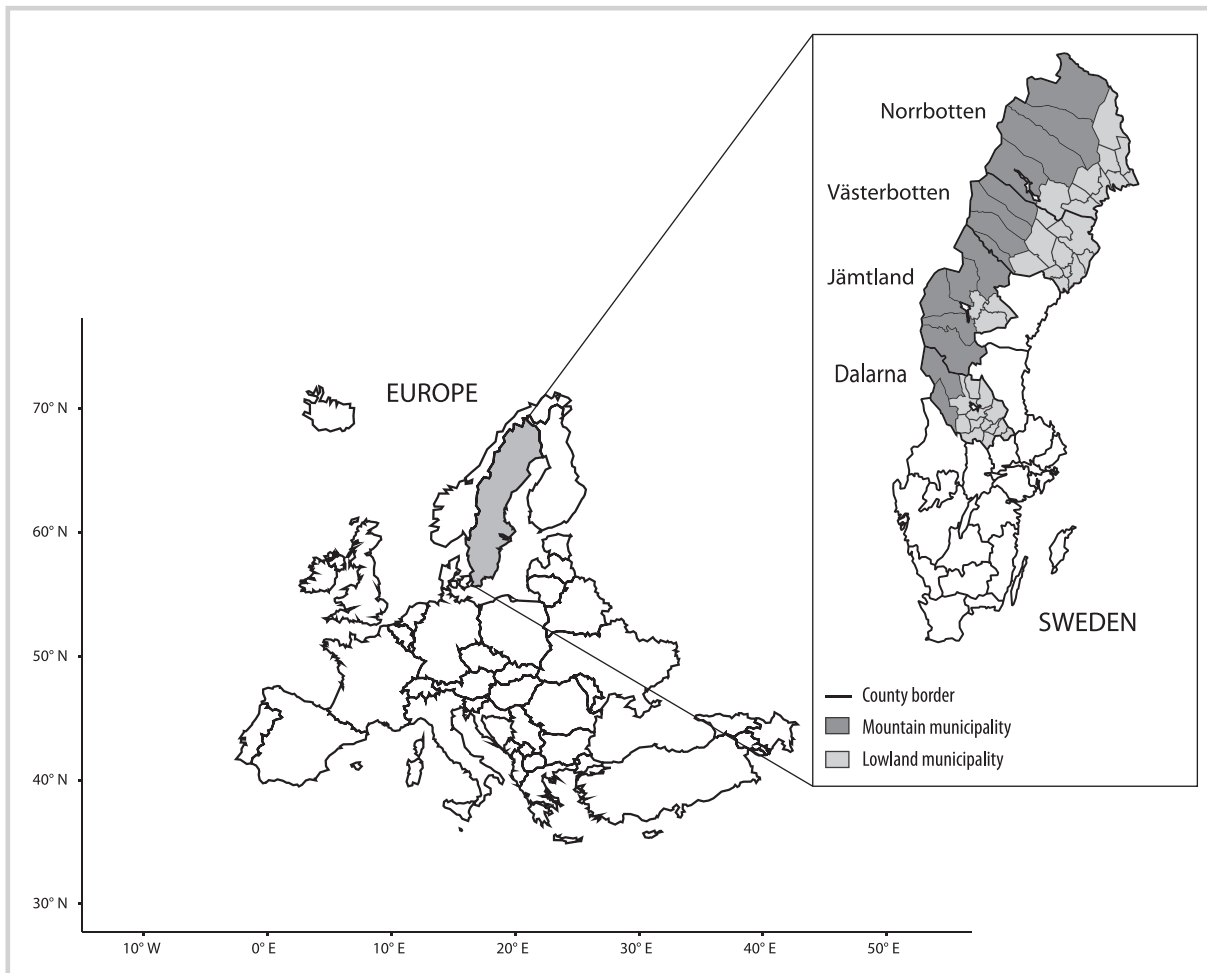 Norrbotten
Västerbotten
Jämtland
Dalarna
SWEDEN
County border
Mountain municipality
Lowland municipality
EUROPE
70° N
60° N
50° N
40° N
30° N
10° W
0° E
10° E
20° E
30° E
40° E
50° E